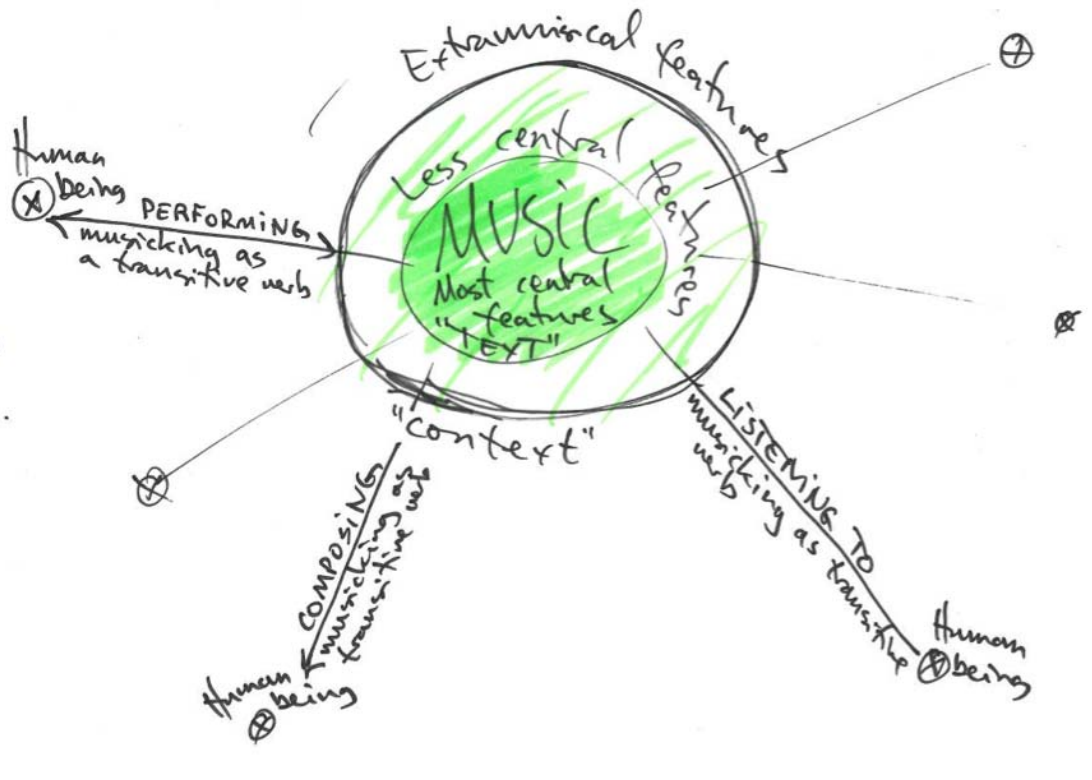 Extramusical features
Less central features
MUSIC
Most central
features
"TEXT"
"context"
Human
being
PERFORMING
musicking as
a transitive verb
COMPOSING
musicking as
transitive verb
Human
being
LISTENING TO
musicking as transitive
verb
Human
being